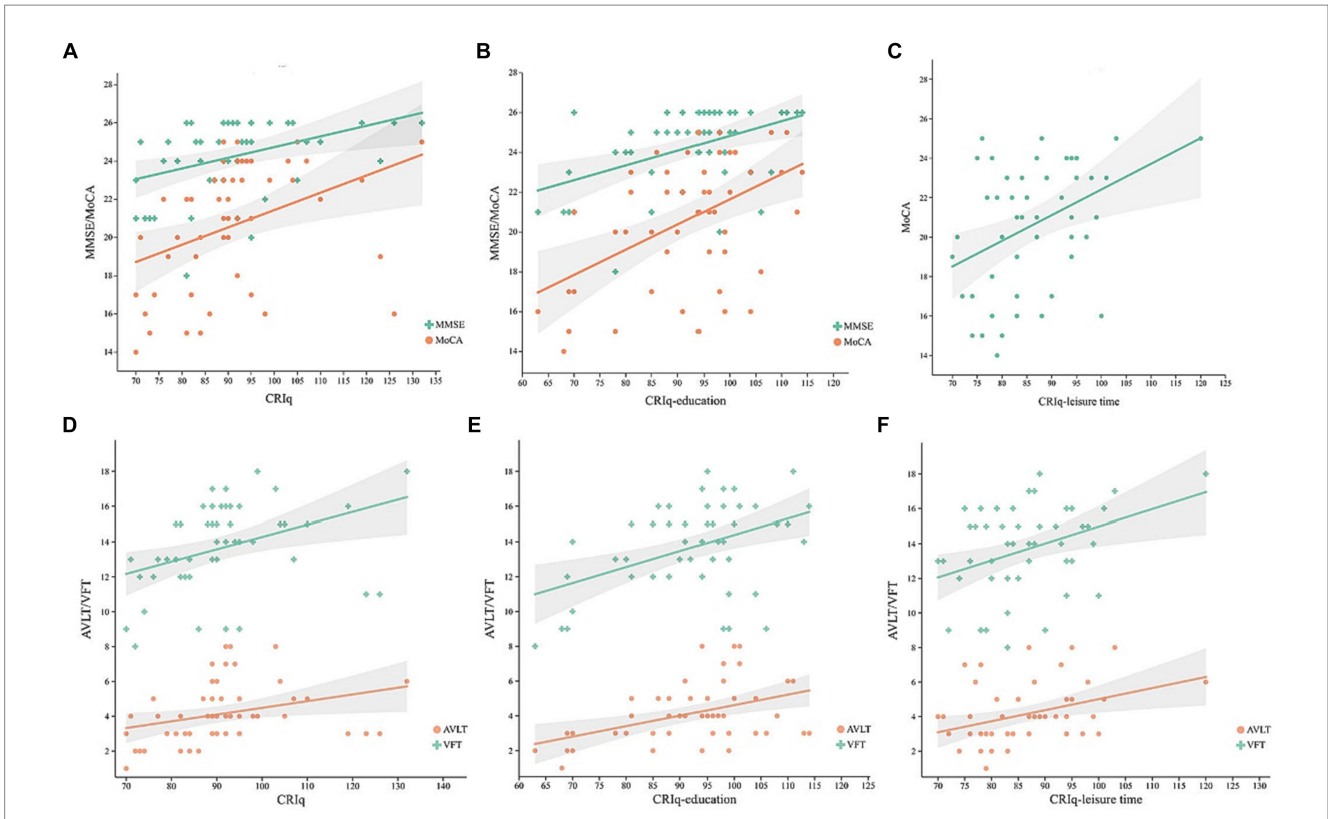 A
MMSE/MoCA
28
26
24
22
20
18
16
14
70 75 80 85 90 95 100 105 110 115 120 125 130 135
CRIq
MMSE
MoCA
B
MMSE/MoCA
28
26
24
22
20
18
16
14
60 65 70 75 80 85 90 95 100 105 110 115 120
CRIq-education
MMSE
MoCA
C
MoCA
28
26
24
22
20
18
16
14
70 75 80 85 90 95 100 105 110 115 120 125
CRIq-leisure time
D
AVLT/VFT
18
16
14
12
10
8
6
4
2
70 80 90 100 110 120 130 140
CRIq
AVLT
VFT
E
AVLT/VFT
18
16
14
12
10
8
6
4
2
60 65 70 75 80 85 90 95 100 105 110 115 120 125
CRIq-education
AVLT
VFT
F
AVLT/VFT
18
16
14
12
10
8
6
4
2
70 75 80 85 90 95 100 105 110 115 120 125 130
CRIq-leisure time
AVLT
VFT